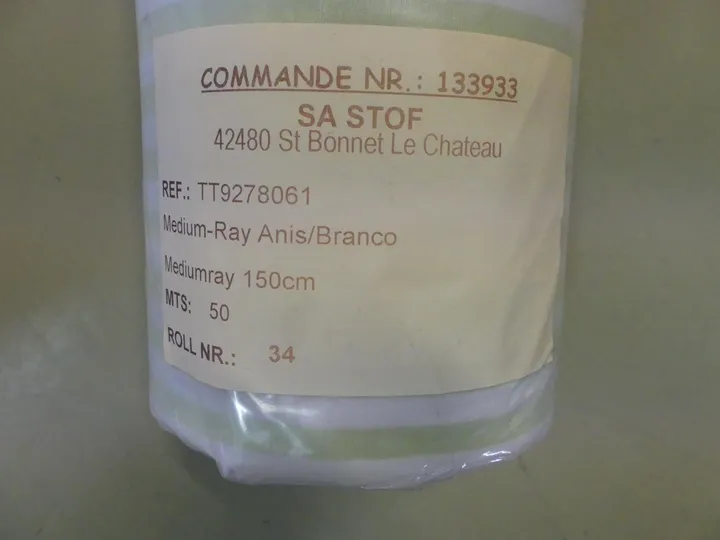 COMMANDE NR.: 133933
SA STOF
42480 St Bonnet Le Chateau
REF.: TT9278061
Medium-Ray Anis/Branco
Mediumray 150cm
MTS: 50
ROLL NR.: 34